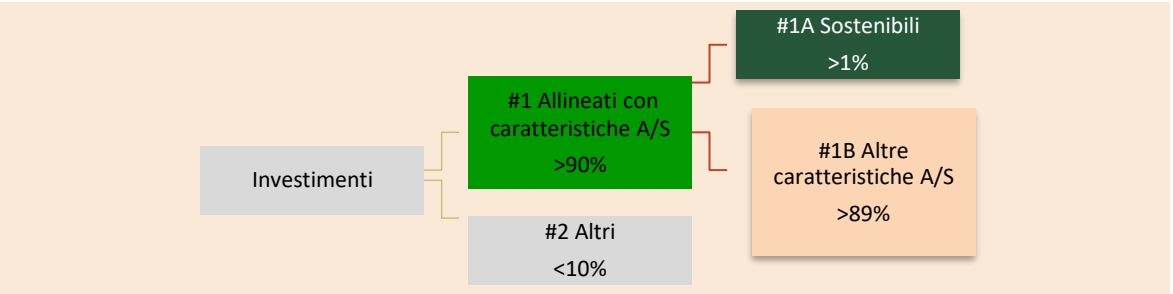 Investimenti
#1 Allineati con
caratteristiche A/S
>90%
#2 Altri
<10%
#1A Sostenibili
>1%
#1B Altre
caratteristiche A/S
>89%